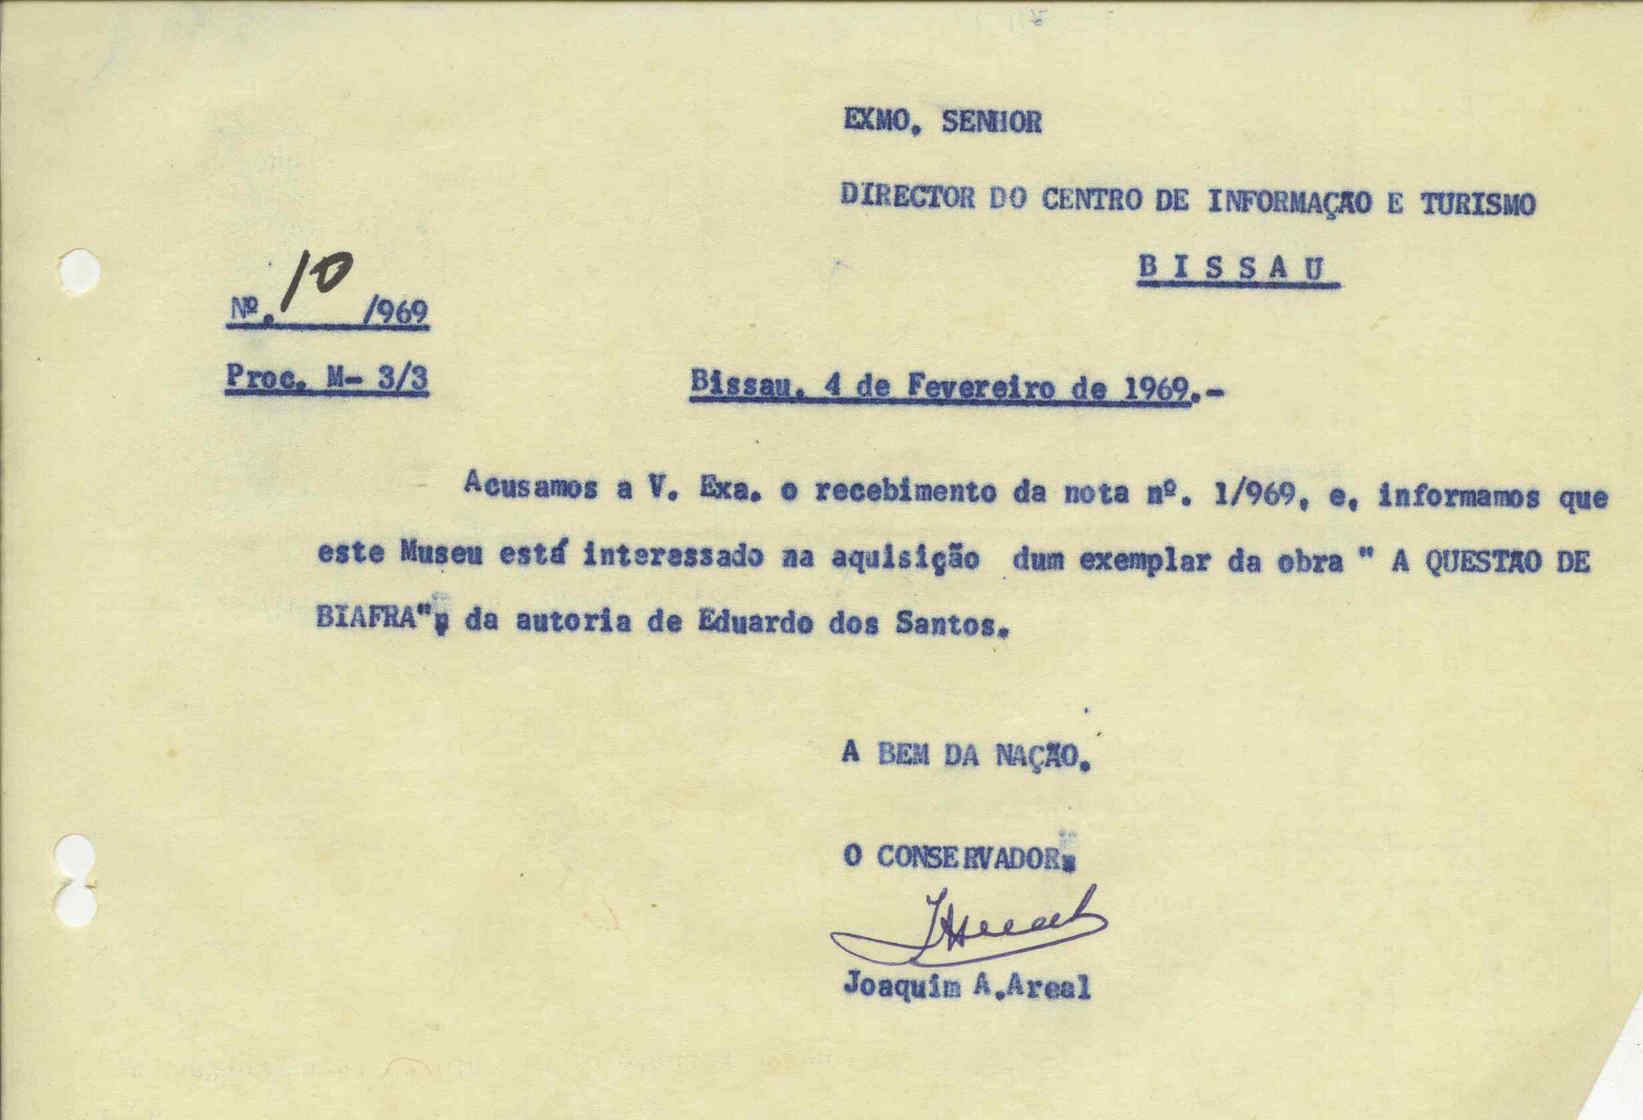 EXMO. SENHOR
DIRECTOR DO CENTRO DE INFORMAÇÃO E TURISMO
BISSAU
Nº. 10 /969
Proc. M- 3/3
Bissau, 4 de Fevereiro de 1969.-
Acusamos a V. Exa. o recebimento da nota nº. 1/969, e, informamos que
este Museu está interessado na aquisição dum exemplar da obra " A QUESTÃO DE
BIAFRA", da autoria de Eduardo dos Santos.
A BEM DA NAÇÃO.
O CONSERVADOR,
JAreal
Joaquim A.Areal